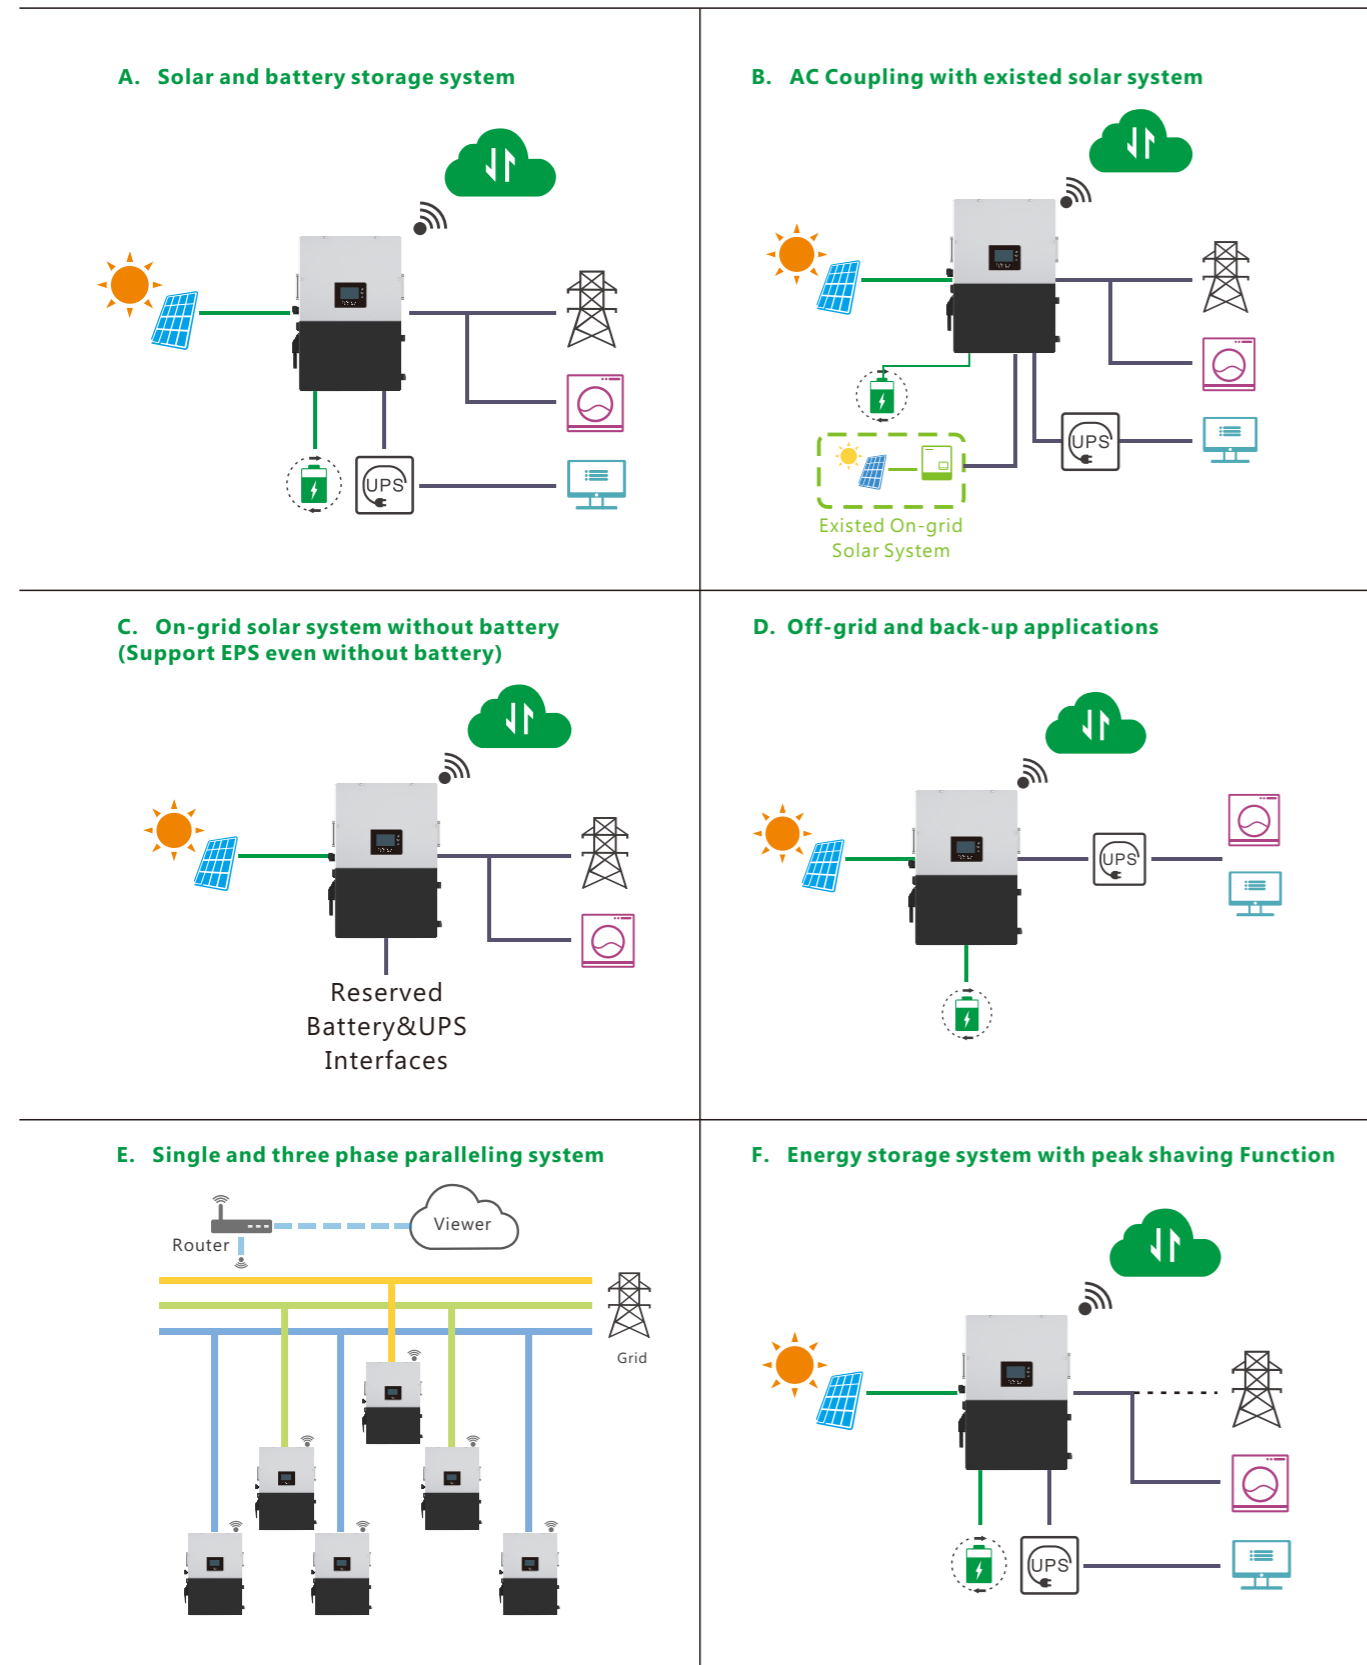 A. Solar and battery storage system
UPS
B. AC Coupling with existed solar system
UPS
Existed On-grid
Solar System
C. On-grid solar system without battery
(Support EPS even without battery)
Reserved
Battery&UPS
Interfaces
D. Off-grid and back-up applications
UPS
E. Single and three phase paralleling system
Viewer
Router
Grid
F. Energy storage system with peak shaving Function
UPS